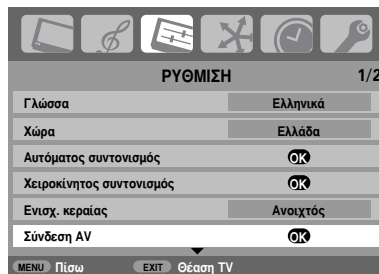 ΡΥΘΜΙΣΗ 1/2
Γλώσσα Ελληνικά
Χώρα Ελλάδα
Αυτόματος συντονισμός OK
Χειροκίνητος συντονισμός OK
Ενισχ. κεραίας Ανοιχτός
Σύνδεση AV OK
MENU Πίσω EXIT Θέαση TV